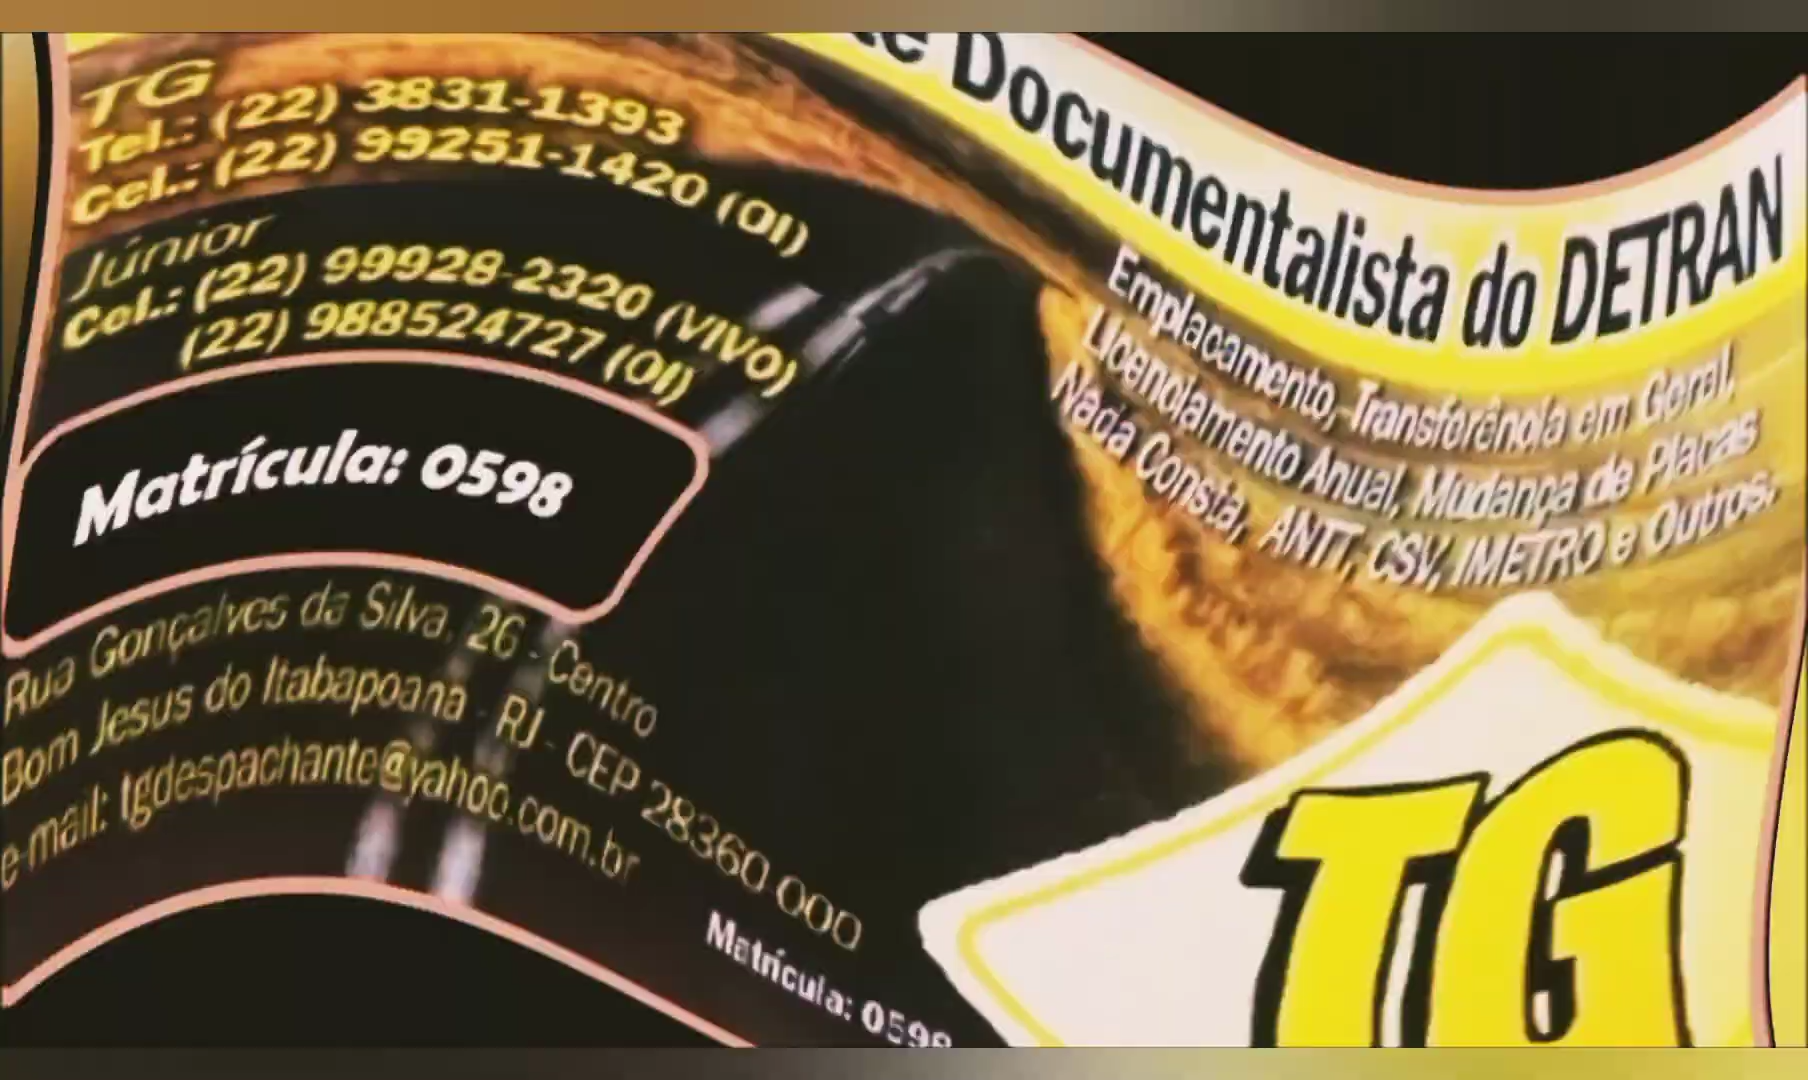 TG
Tel.: (22) 3831-1393
Cel.: (22) 99251-1420 (OI)
Júnior
Cel.: (22) 99928-2320 (VIVO)
(22) 988524727 (OI)
Matrícula: 0598
Rua Gonçalves da Silva, 26 - Centro
Bom Jesus do Itabapoana - RJ - CEP 28360 000
e-mail: tgdespachante@yahoo.com.br
Matrícula: 0598
Documentalista do DETRAN
Emplacamento, Transferência em Geral,
Licenciamento Anual, Mudança de Placas
Nada Consta, ANTT, CSV, IMETRO e Outros.
TG